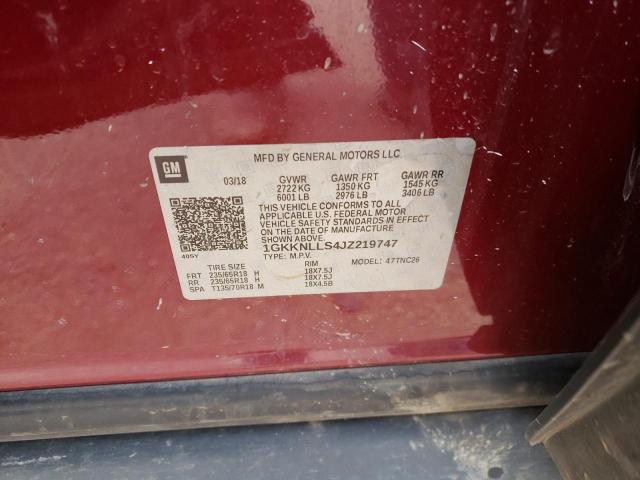 GM
MFD BY GENERAL MOTORS LLC
03/18 GVWR GAWR FRT GAWR RR
2722 KG 1350 KG 1545 KG
6001 LB 2976 LB 3406 LB
THIS VEHICLE CONFORMS TO ALL
APPLICABLE U.S. FEDERAL MOTOR
VEHICLE SAFETY STANDARDS IN EFFECT
ON THE DATE OF MANUFACTURE
SHOWN ABOVE.
1GKKNLLS4JZ219747
40SY
TYPE: M.P.V. MODEL: 47TNC26
TIRE SIZE RIM
FRT 235/65R18 H 18X7.5J
RR 235/65R18 H 18X7.5J
SPA T135/70R18 M 18X4.5B